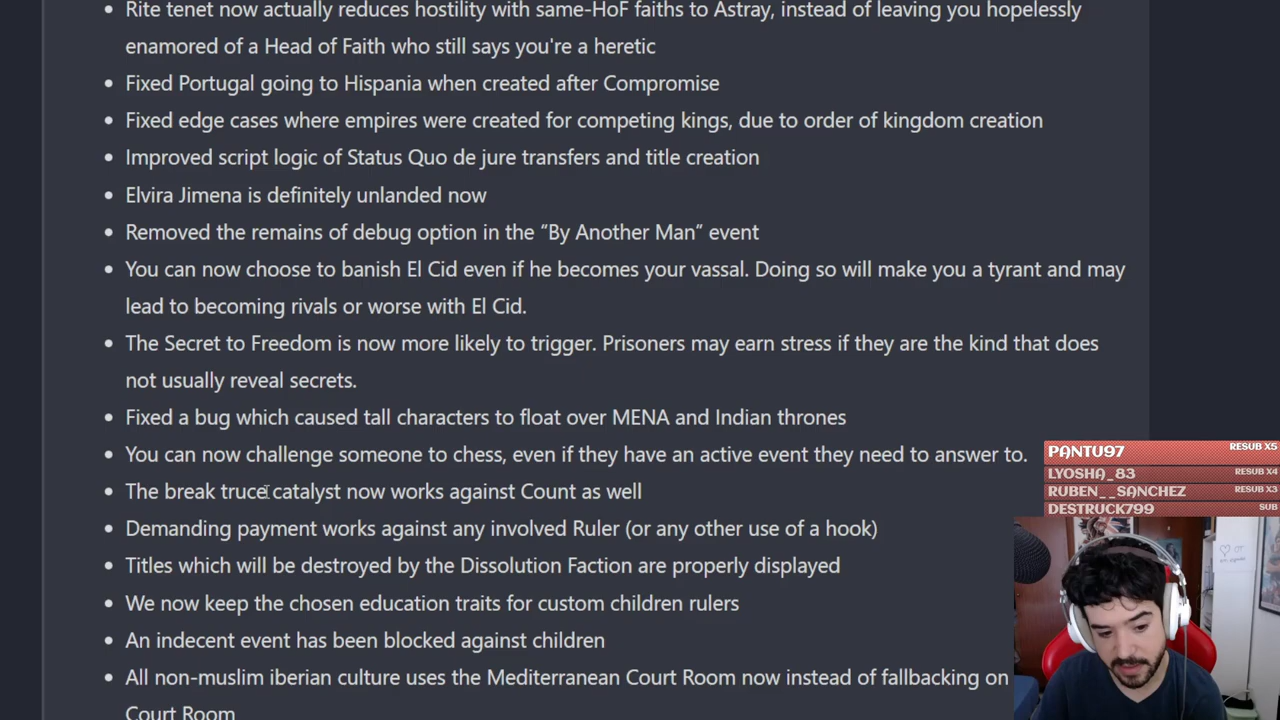 Rite tenet now actually reduces hostility with same-HoF faiths to Astray, instead of leaving you hopelessly
enamored of a Head of Faith who still says you're a heretic
Fixed Portugal going to Hispania when created after Compromise
Fixed edge cases where empires were created for competing kings, due to order of kingdom creation
Improved script logic of Status Quo de jure transfers and title creation
Elvira Jimena is definitely unlanded now
Removed the remains of debug option in the “By Another Man” event
You can now choose to banish El Cid even if he becomes your vassal. Doing so will make you a tyrant and may
lead to becoming rivals or worse with El Cid.
The Secret to Freedom is now more likely to trigger. Prisoners may earn stress if they are the kind that does
not usually reveal secrets.
Fixed a bug which caused tall characters to float over MENA and Indian thrones
You can now challenge someone to chess, even if they have an active event they need to answer to.
The break truce catalyst now works against Count as well
Demanding payment works against any involved Ruler (or any other use of a hook)
Titles which will be destroyed by the Dissolution Faction are properly displayed
We now keep the chosen education traits for custom children rulers
An indecent event has been blocked against children
All non-muslim iberian culture uses the Mediterranean Court Room now instead of fallbacking on
Court Room
PANTU97 RESUB X5
LYOSHA_83 RESUB X4
RUBEN__SANCHEZ RESUB X3
DESTRUCK799 SUB